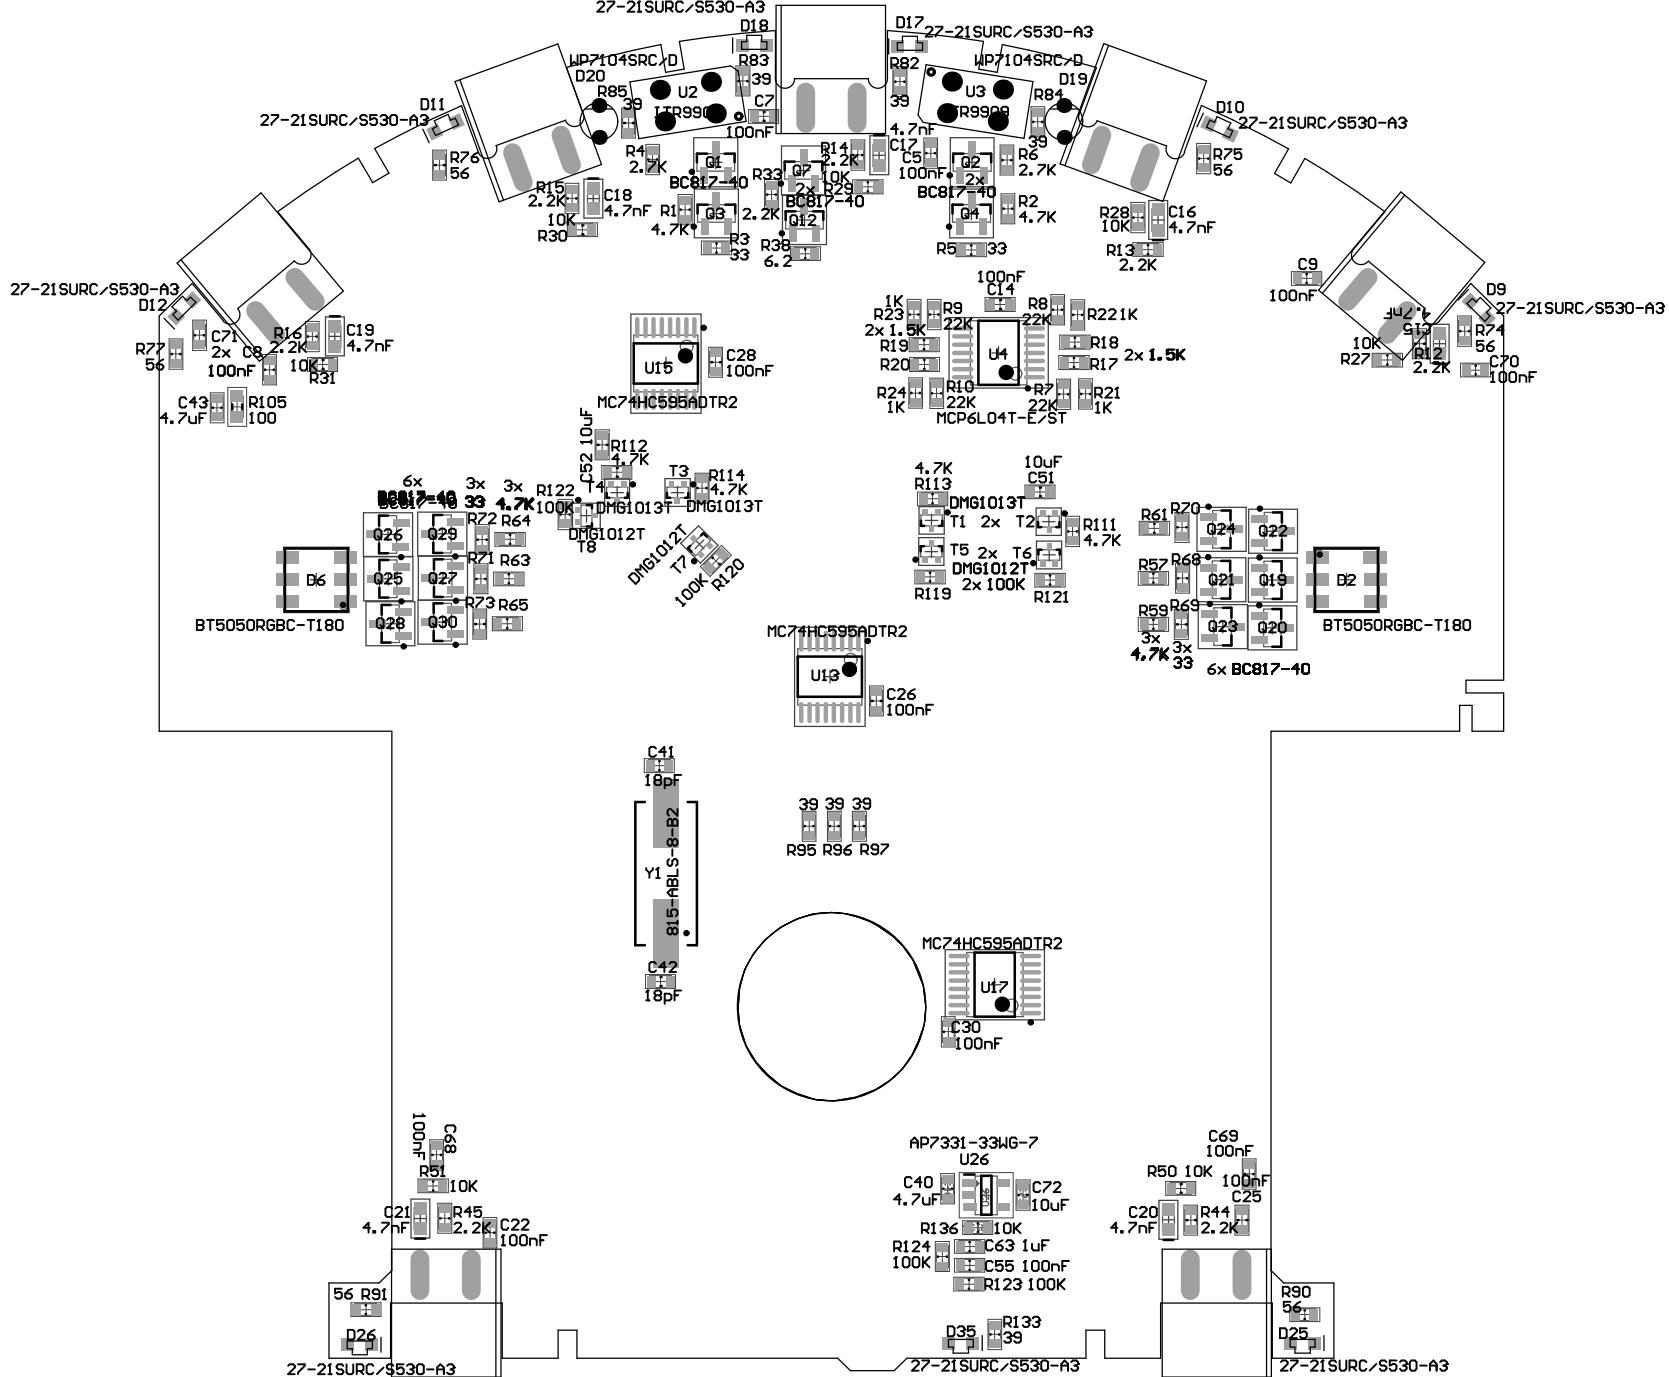 27-21SURC/S530-A3
D18
D17
27-21SURC/S530-A3
WP7104SRC/D
R83
39
R82
39
WP7104SRC/D
D20
D19
U2
U3
R85
39
R84
39
C7
100nF
ITR9909
D11
27-21SURC/S530-A3
D10
27-21SURC/S530-A3
4.7nF
C17
R14
2.2K
C5
100nF
R76
56
R75
56
R4
2.7K
Q1
BC817-40
Q7
2x
BC817-40
10K
R29
Q2
2x
BC817-40
R6
2.7K
R15
2.2K
C18
4.7nF
10K
R30
R1
4.7K
Q3
R33
2.2K
Q12
Q4
R2
4.7K
R3
33
R38
6.2
R5
33
R28
10K
C16
4.7nF
R13
2.2K
C9
100nF
27-21SURC/S530-A3
D12
D9
27-21SURC/S530-A3
100nF
C14
1K
R23
R9
22K
R8
22K
R22
1K
2x 1.5K
R19
R20
U4
R18
R17
2x 1.5K
R24
1K
R10
22K
R7
22K
R21
1K
MCP6L04T-E/ST
R77
56
C71
2x
100nF
C8
R16
2.2K
C19
4.7nF
10K
R31
4.7nF
C15
10K
R27
R12
2.2K
R74
56
C70
100nF
C43
4.7uF
R105
100
U15
C28
100nF
MC74HC595ADTR2
C52 10uF
R112
4.7K
T3
T4
R114
4.7K
DMG1013T
DMG1013T
R122
100K
DMG1012T
T8
DMG1012T
T7
100K
R120
4.7K
R113
10uF
C51
DMG1013T
T1
2x
T2
R111
4.7K
T5
2x
T6
DMG1012T
2x 100K
R119
R121
6x
BC817-40
3x
33
3x
4.7K
R72
R64
Q26
Q29
R71
R63
Q25
Q27
R73
R65
Q28
Q30
D6
BT5050RGBC-T180
R61
R70
Q24
Q22
R57
R68
Q21
Q19
R59
R69
Q23
Q20
3x
4.7K
3x
33
6x BC817-40
D2
BT5050RGBC-T180
MC74HC595ADTR2
U13
C26
100nF
C41
18pF
Y1
815-ABLS-8-B2
C42
18pF
39 39 39
R95 R96 R97
MC74HC595ADTR2
U17
C30
100nF
100nF
C68
R51
10K
C21
4.7nF
R45
2.2K
C22
100nF
56 R91
D26
27-21SURC/S530-A3
AP7331-33WG-7
U26
C40
4.7uF
U26
C72
10uF
R136
10K
R124
100K
C63 1uF
C55 100nF
R123 100K
D35
R133
39
27-21SURC/S530-A3
C69
100nF
R50 10K
100nF
C25
C20
4.7nF
R44
2.2K
R90
56
D25
27-21SURC/S530-A3